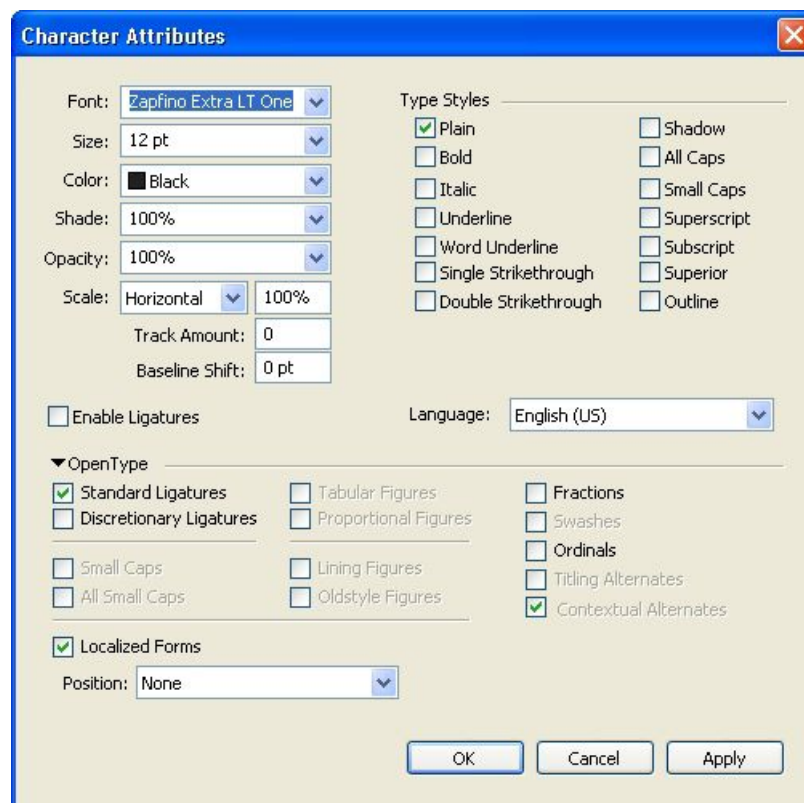 Character Attributes
Font: Zapfino Extra LT One
Size: 12 pt
Color: Black
Shade: 100%
Opacity: 100%
Scale: Horizontal 100%
Track Amount: 0
Baseline Shift: 0 pt
Type Styles
Plain
Bold
Italic
Underline
Word Underline
Single Strikethrough
Double Strikethrough
Shadow
All Caps
Small Caps
Superscript
Subscript
Superior
Outline
Enable Ligatures
Language: English (US)
OpenType
Standard Ligatures
Discretionary Ligatures
Small Caps
All Small Caps
Tabular Figures
Proportional Figures
Lining Figures
Oldstyle Figures
Fractions
Swashes
Ordinals
Titling Alternates
Contextual Alternates
Localized Forms
Position: None
OK Cancel Apply